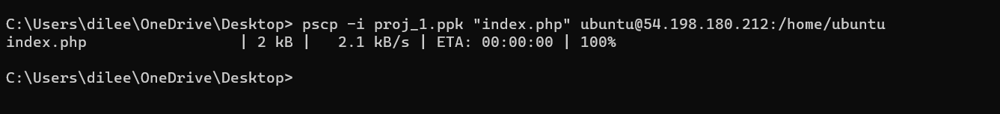 C:\Users\dilee\OneDrive\Desktop> pscp -i proj_1.ppk "index.php" ubuntu@54.198.180.212:/home/ubuntu
index.php                 | 2 kB |   2.1 kB/s | ETA: 00:00:00 | 100%
C:\Users\dilee\OneDrive\Desktop>